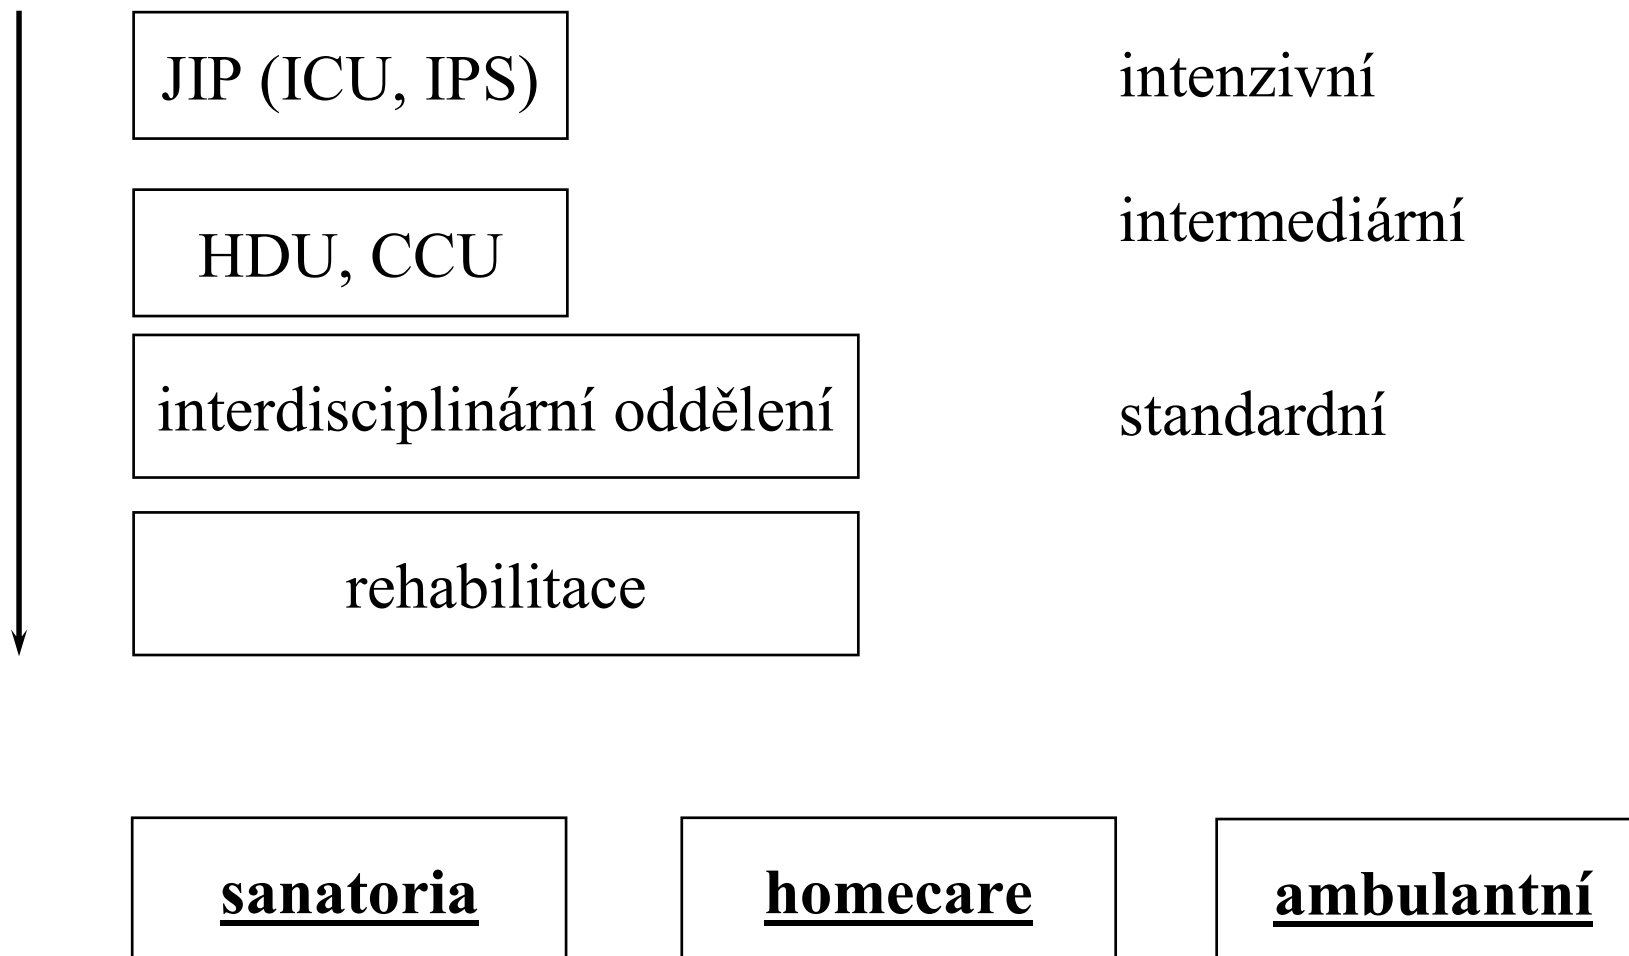 JIP (ICU, IPS) intenzivní
HDU, CCU intermediární
interdisciplinární oddělení standardní
rehabilitace
sanatoria homecare ambulantní